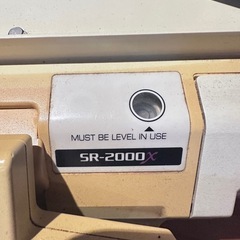 MUST BE LEVEL IN USE
SR-2000X